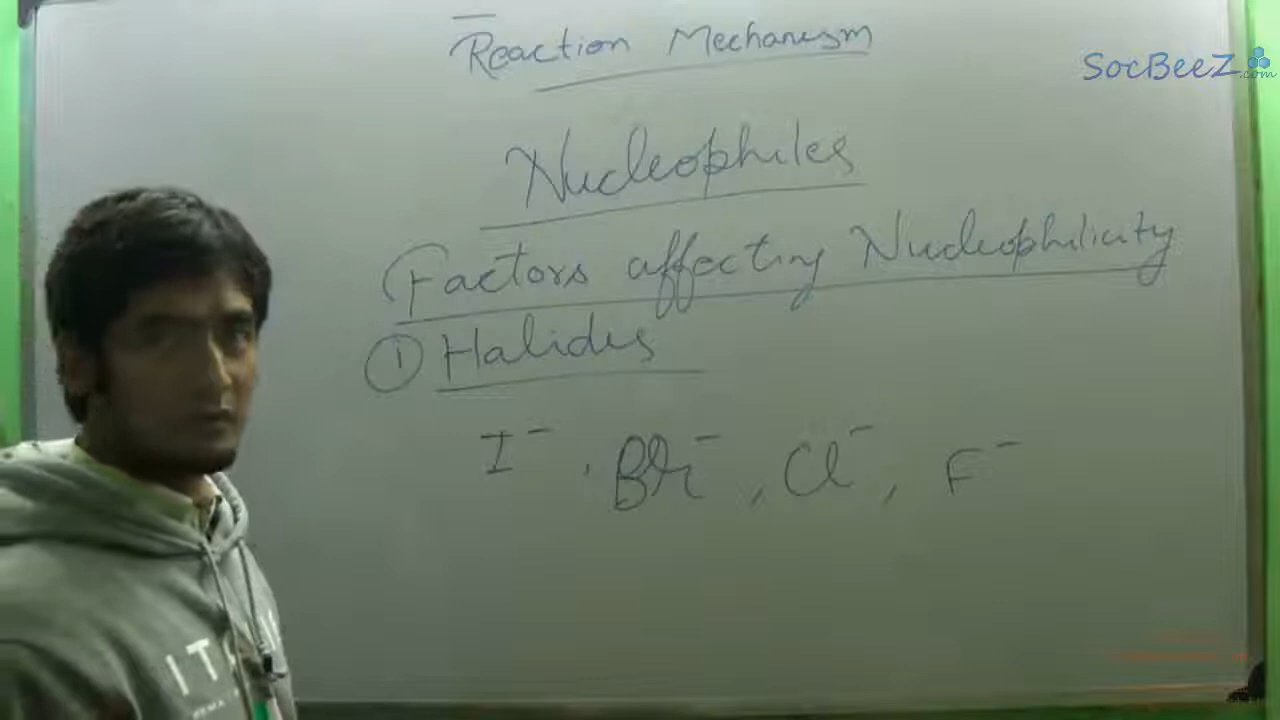 Reaction Mechanism
SocBeeZ.com
Nucleophiles
Factors affecting Nucleophilicity
① Halides
I⁻, Br⁻, Cl⁻, F⁻